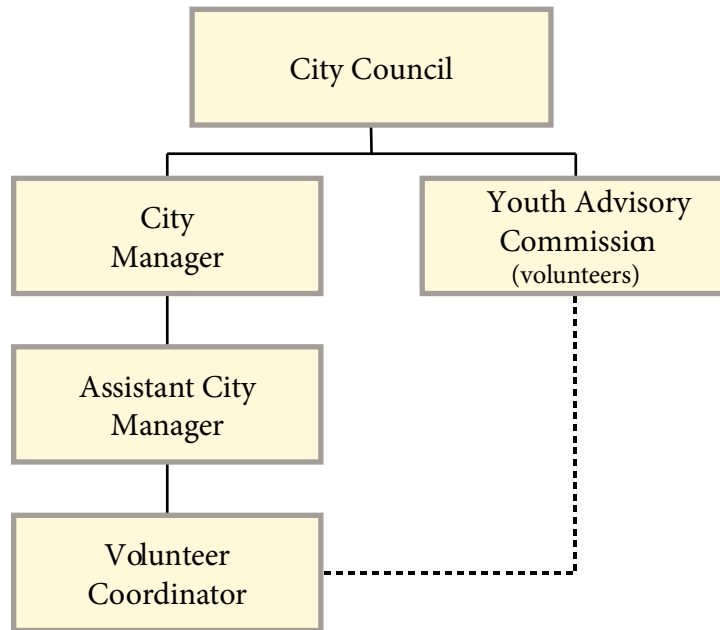 City Council
City
Manager
Youth Advisory
Commission
(volunteers)
Assistant City
Manager
Volunteer
Coordinator